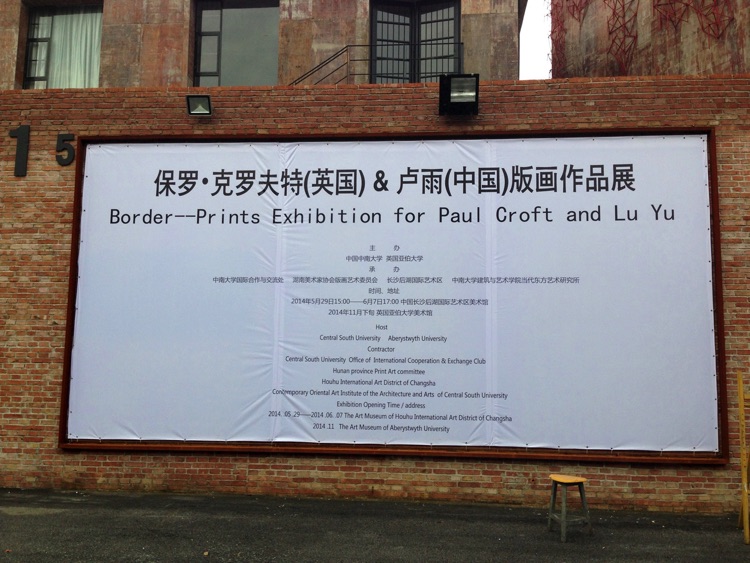 15
保罗·克罗夫特(英国) & 卢雨(中国)版画作品展
Border--Prints Exhibition for Paul Croft and Lu Yu
主 办
中国中南大学 英国亚伯大学
承 办
中南大学国际合作与交流处 湖南美术家协会版画艺术委员会 长沙后湖国际艺术区 中南大学建筑与艺术学院当代东方艺术研究所
时间、地址
2014年5月29日15:00——6月7日17:00 中国长沙后湖国际艺术区美术馆
2014年11月下旬 英国亚伯大学美术馆
Host
Central South University Aberystwyth University
Contractor
Central South University Office of International Cooperation & Exchange Club
Hunan province Print Art committee
Houhu International Art District of Changsha
Contemporary Oriental Art Institute of the Architecture and Arts of Central South University
Exhibition Opening Time / address
2014. .05 .29——2014 .06. .07 The Art Museum of Houhu International Art District of Changsha
2014 .11 The Art Museum of Aberystwyth University